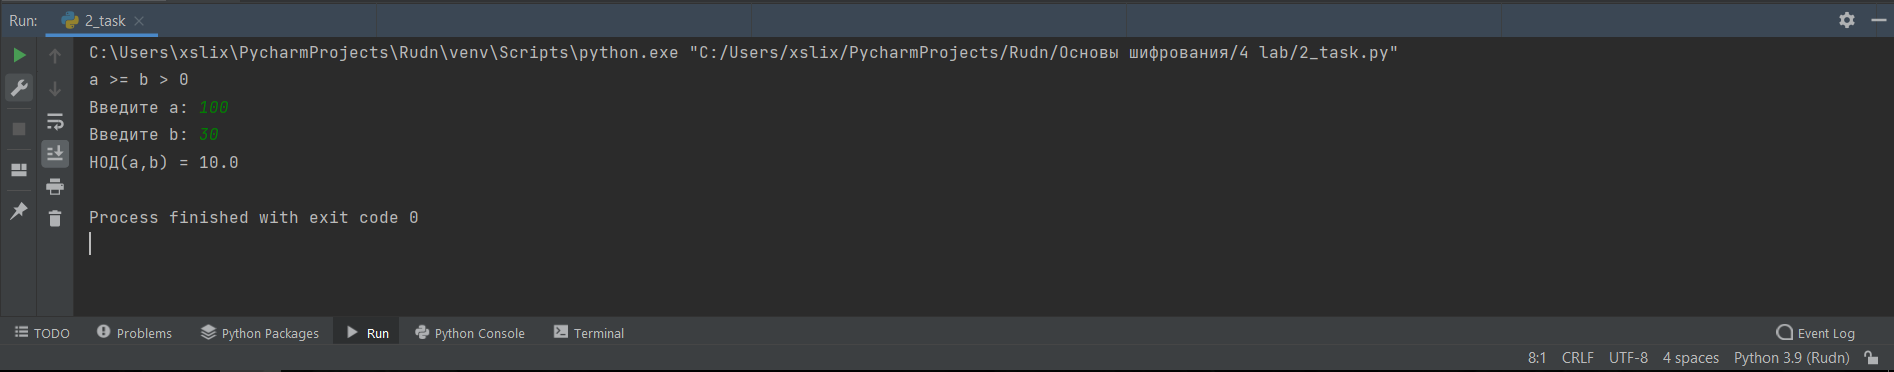 Run: 2_task
C:\Users\xslix\PycharmProjects\Rudn\venv\Scripts\python.exe "C:/Users/xslix/PycharmProjects/Rudn/Основы шифрования/4 lab/2_task.py"
a >= b > 0
Введите a: 100
Введите b: 30
НОД(a,b) = 10.0
Process finished with exit code 0
TODO Problems Python Packages Run Python Console Terminal Event Log
8:1 CRLF UTF-8 4 spaces Python 3.9 (Rudn)